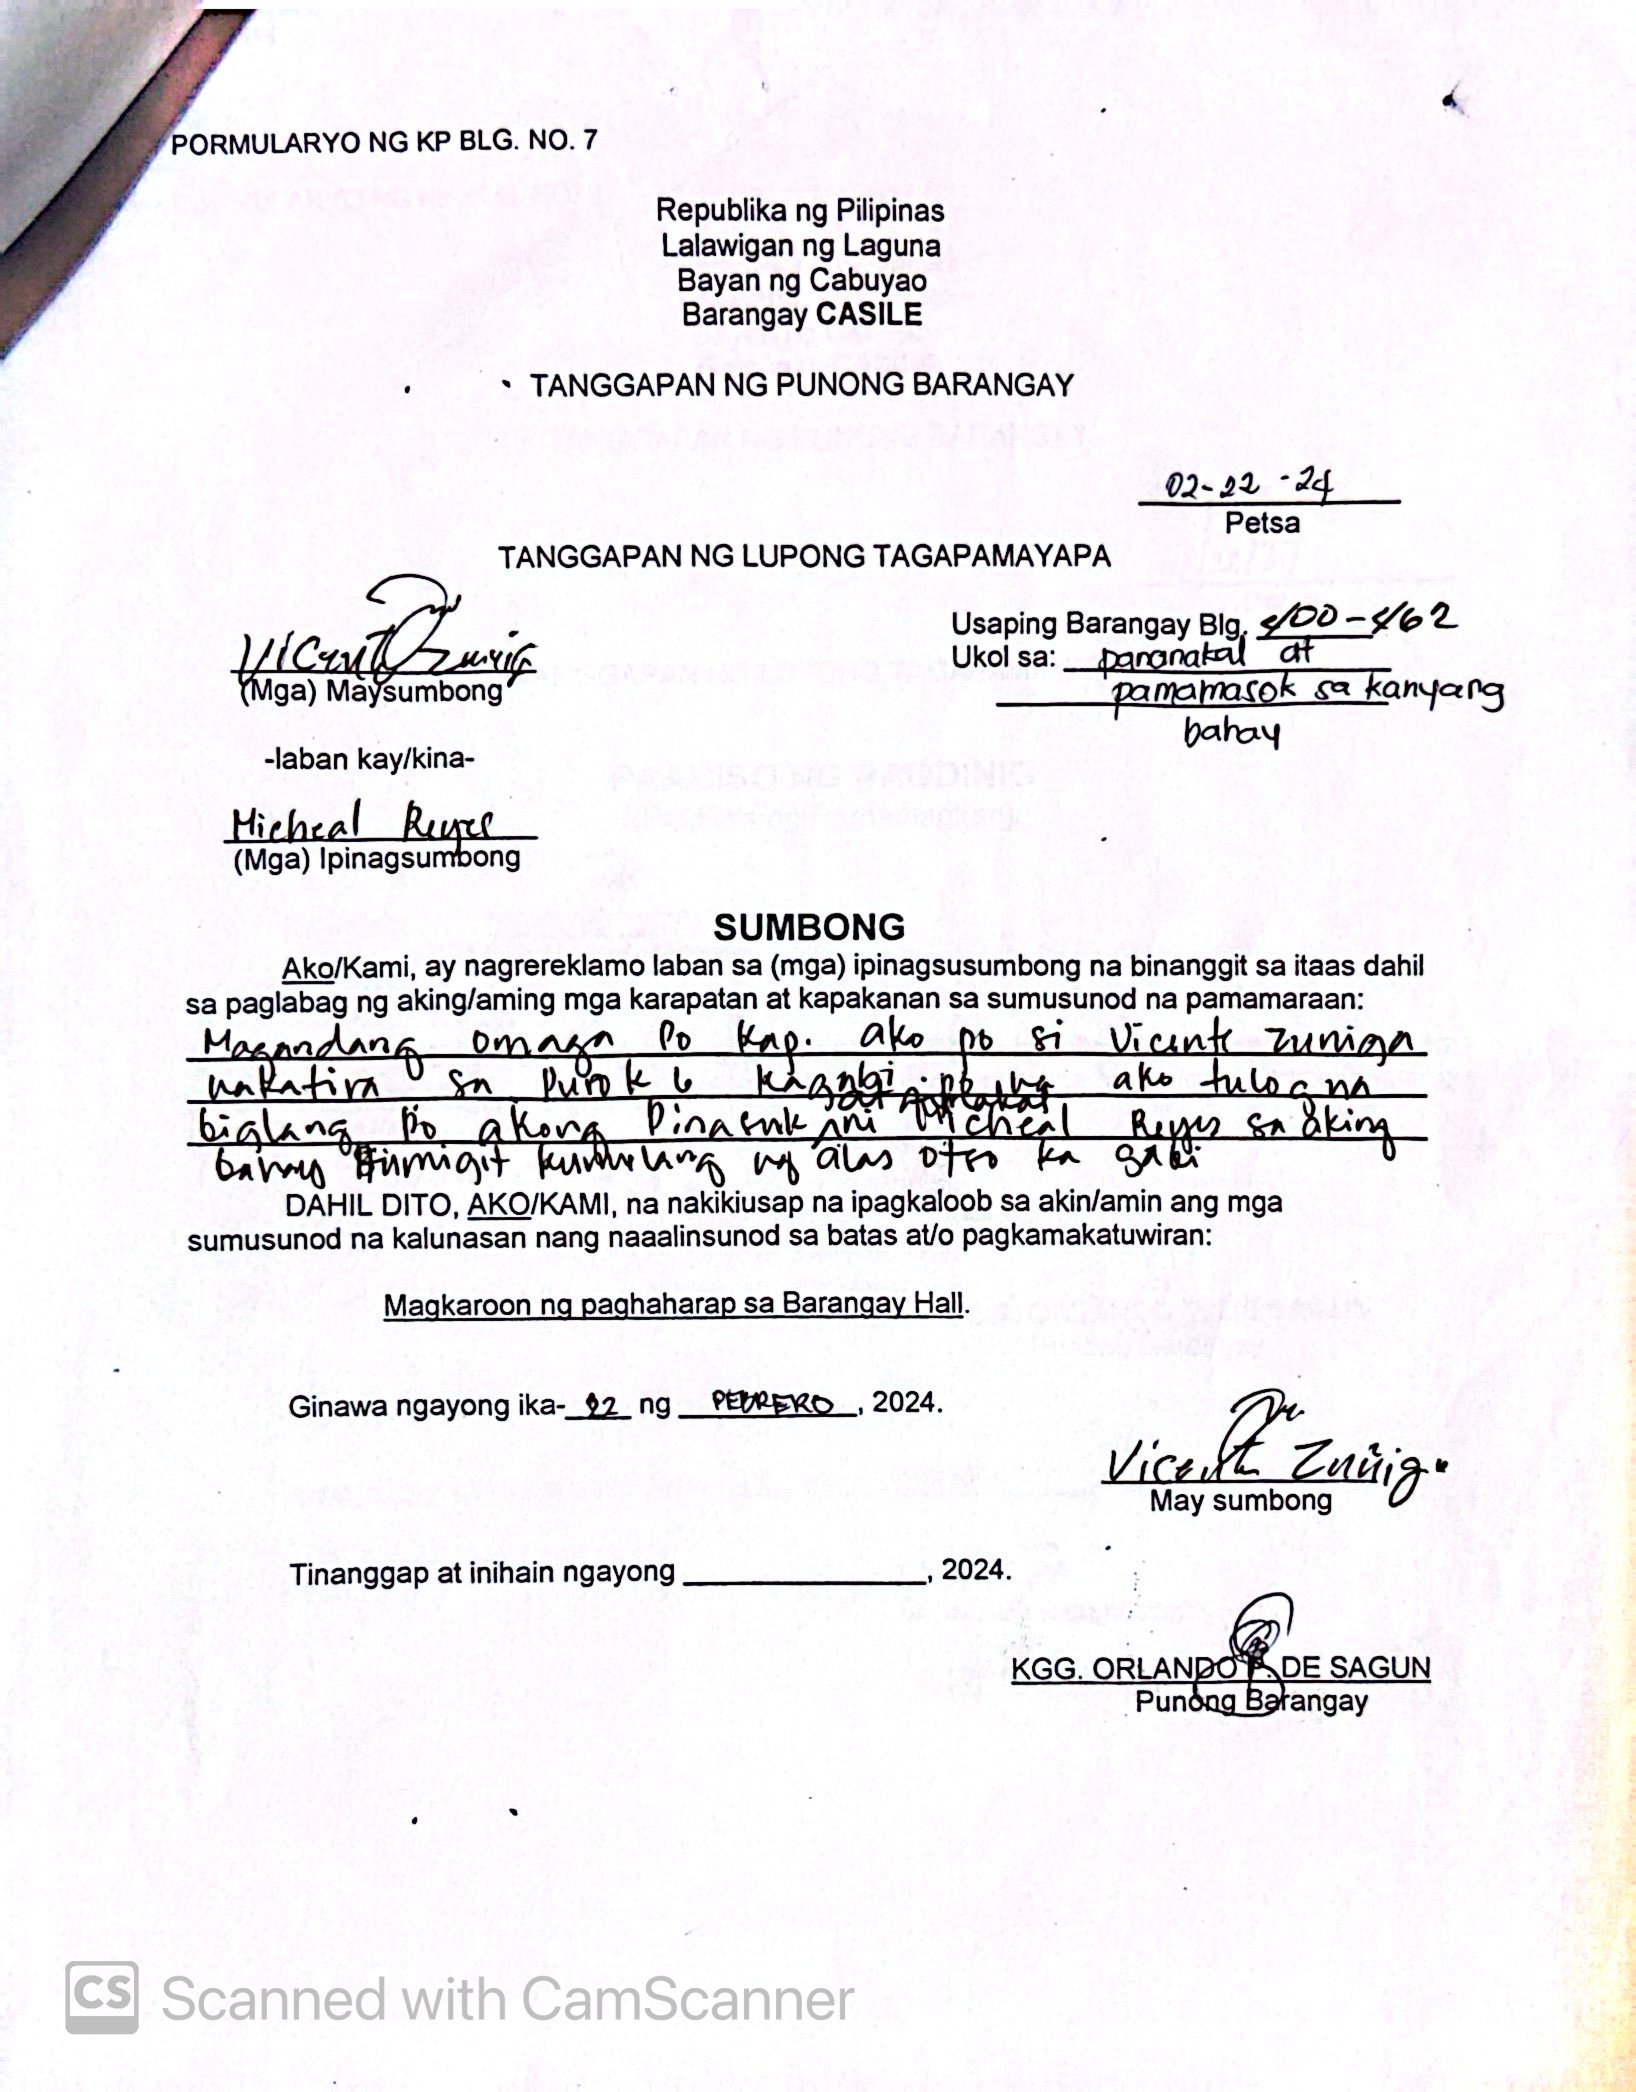 PORMULARYO NG KP BLG. NO. 7
Republika ng Pilipinas
Lalawigan ng Laguna
Bayan ng Cabuyao
Barangay CASILE
TANGGAPAN NG PUNONG BARANGAY
02-22-24
Petsa
TANGGAPAN NG LUPONG TAGAPAMAYAPA
Vicente Zuniga
(Mga) Maysumbong
Usaping Barangay Blg. 400-462
Ukol sa: pananakal at
pamamasok sa kanyang
bahay
-laban kay/kina-
Micheal Reyes
(Mga) Ipinagsumbong
SUMBONG
Ako/Kami, ay nagrereklamo laban sa (mga) ipinagsusumbong na binanggit sa itaas dahil
sa paglabag ng aking/aming mga karapatan at kapakanan sa sumusunod na pamamaraan:
Magandang omaga Po Kap. ako po si Vicente Zuniga
nakatira sa Purok 6 kagabi po ako tulog na
at
biglang Po akong Pinasuk ni Micheal Reyes sa aking
bahay humigit kumulang ng alas otso ka gabi
DAHIL DITO, AKO/KAMI, na nakikiusap na ipagkaloob sa akin/amin ang mga
sumusunod na kalunasan nang naaalinsunod sa batas at/o pagkamakatuwiran:
Magkaroon ng paghaharap sa Barangay Hall.
Ginawa ngayong ika- 22 ng PEBRERO, 2024.
Vicente Zuñiga
May sumbong
Tinanggap at inihain ngayong ______________, 2024.
KGG. ORLANDO P. DE SAGUN
Punong Barangay
CS Scanned with CamScanner